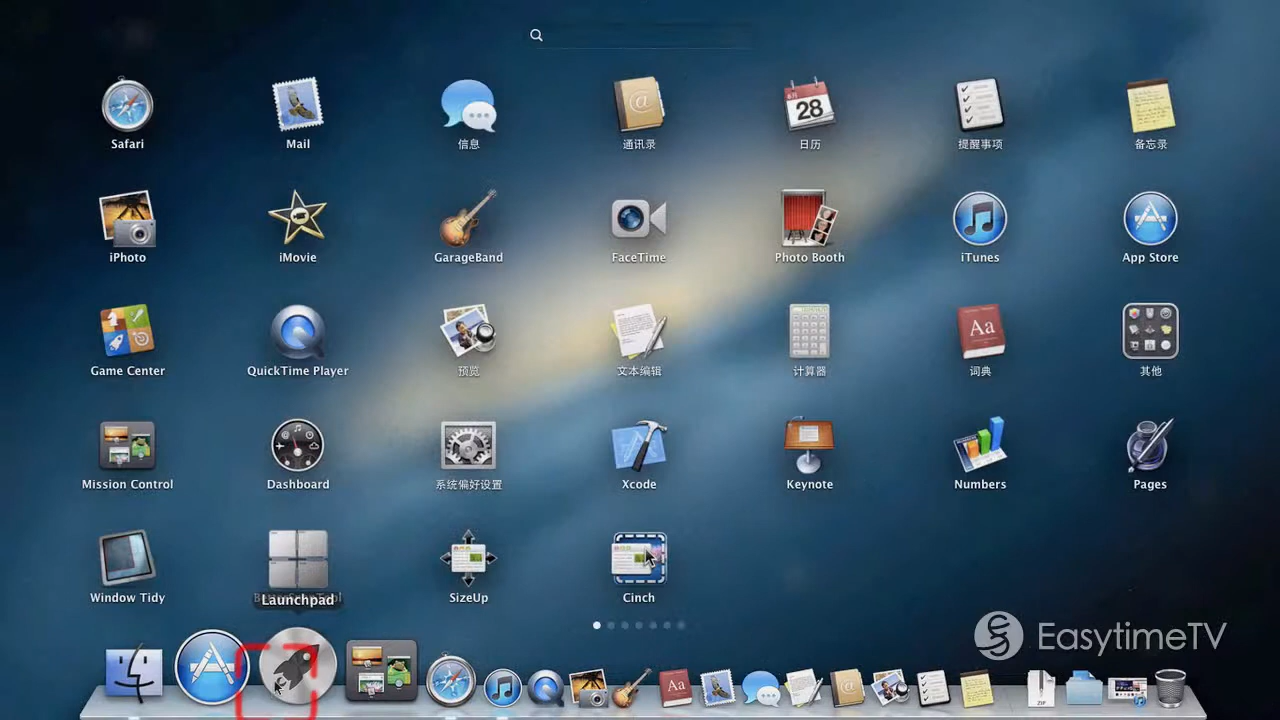 Safari
Mail
信息
通讯录
28
日历
提醒事项
备忘录
iPhoto
iMovie
GarageBand
FaceTime
Photo Booth
iTunes
App Store
Game Center
QuickTime Player
预览
文本编辑
计算器
Aa
词典
其他
Mission Control
Dashboard
系统偏好设置
Xcode
Keynote
Numbers
Pages
Window Tidy
Launchpad
SizeUp
Cinch
EasytimeTV
Aa
ZIP